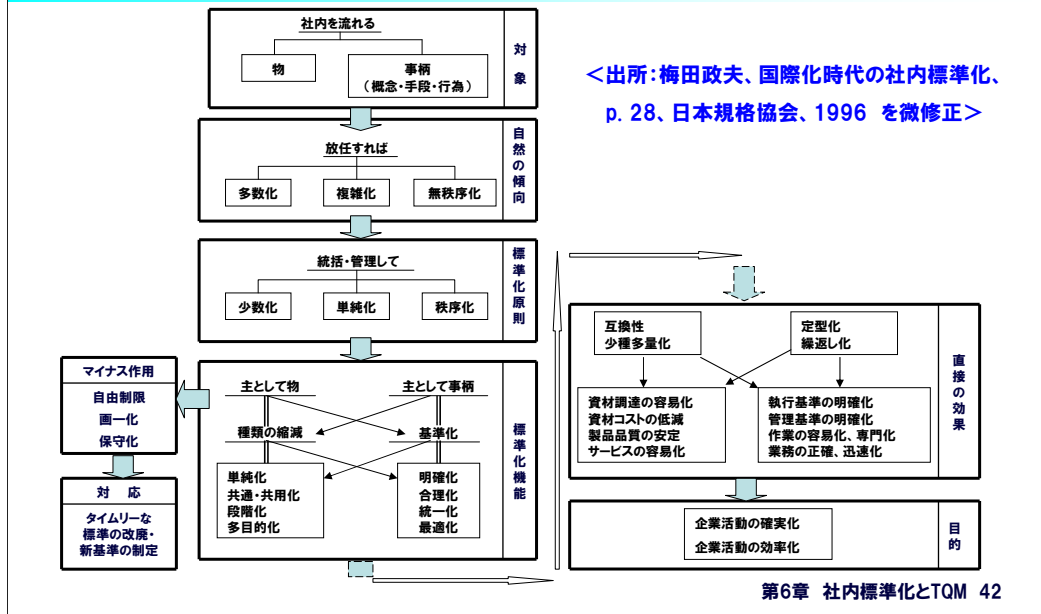 社内を流れる
物
事柄
（概念・手段・行為）
対象
＜出所：梅田政夫、国際化時代の社内標準化、
p. 28、日本規格協会、1996 を微修正＞
放任すれば
多数化
複雑化
無秩序化
自然の傾向
統括・管理して
少数化
単純化
秩序化
標準化原則
主として物
主として事柄
種類の縮減
基準化
単純化
共通・共用化
段階化
多目的化
明確化
合理化
統一化
最適化
標準化機能
マイナス作用
自由制限
画一化
保守化
対 応
タイムリーな
標準の改廃・
新基準の制定
互換性
少種多量化
定型化
繰返し化
資材調達の容易化
資材コストの低減
製品品質の安定
サービスの容易化
執行基準の明確化
管理基準の明確化
作業の容易化、専門化
業務の正確、迅速化
直接の効果
企業活動の確実化
企業活動の効率化
目的
第6章 社内標準化とTQM 42